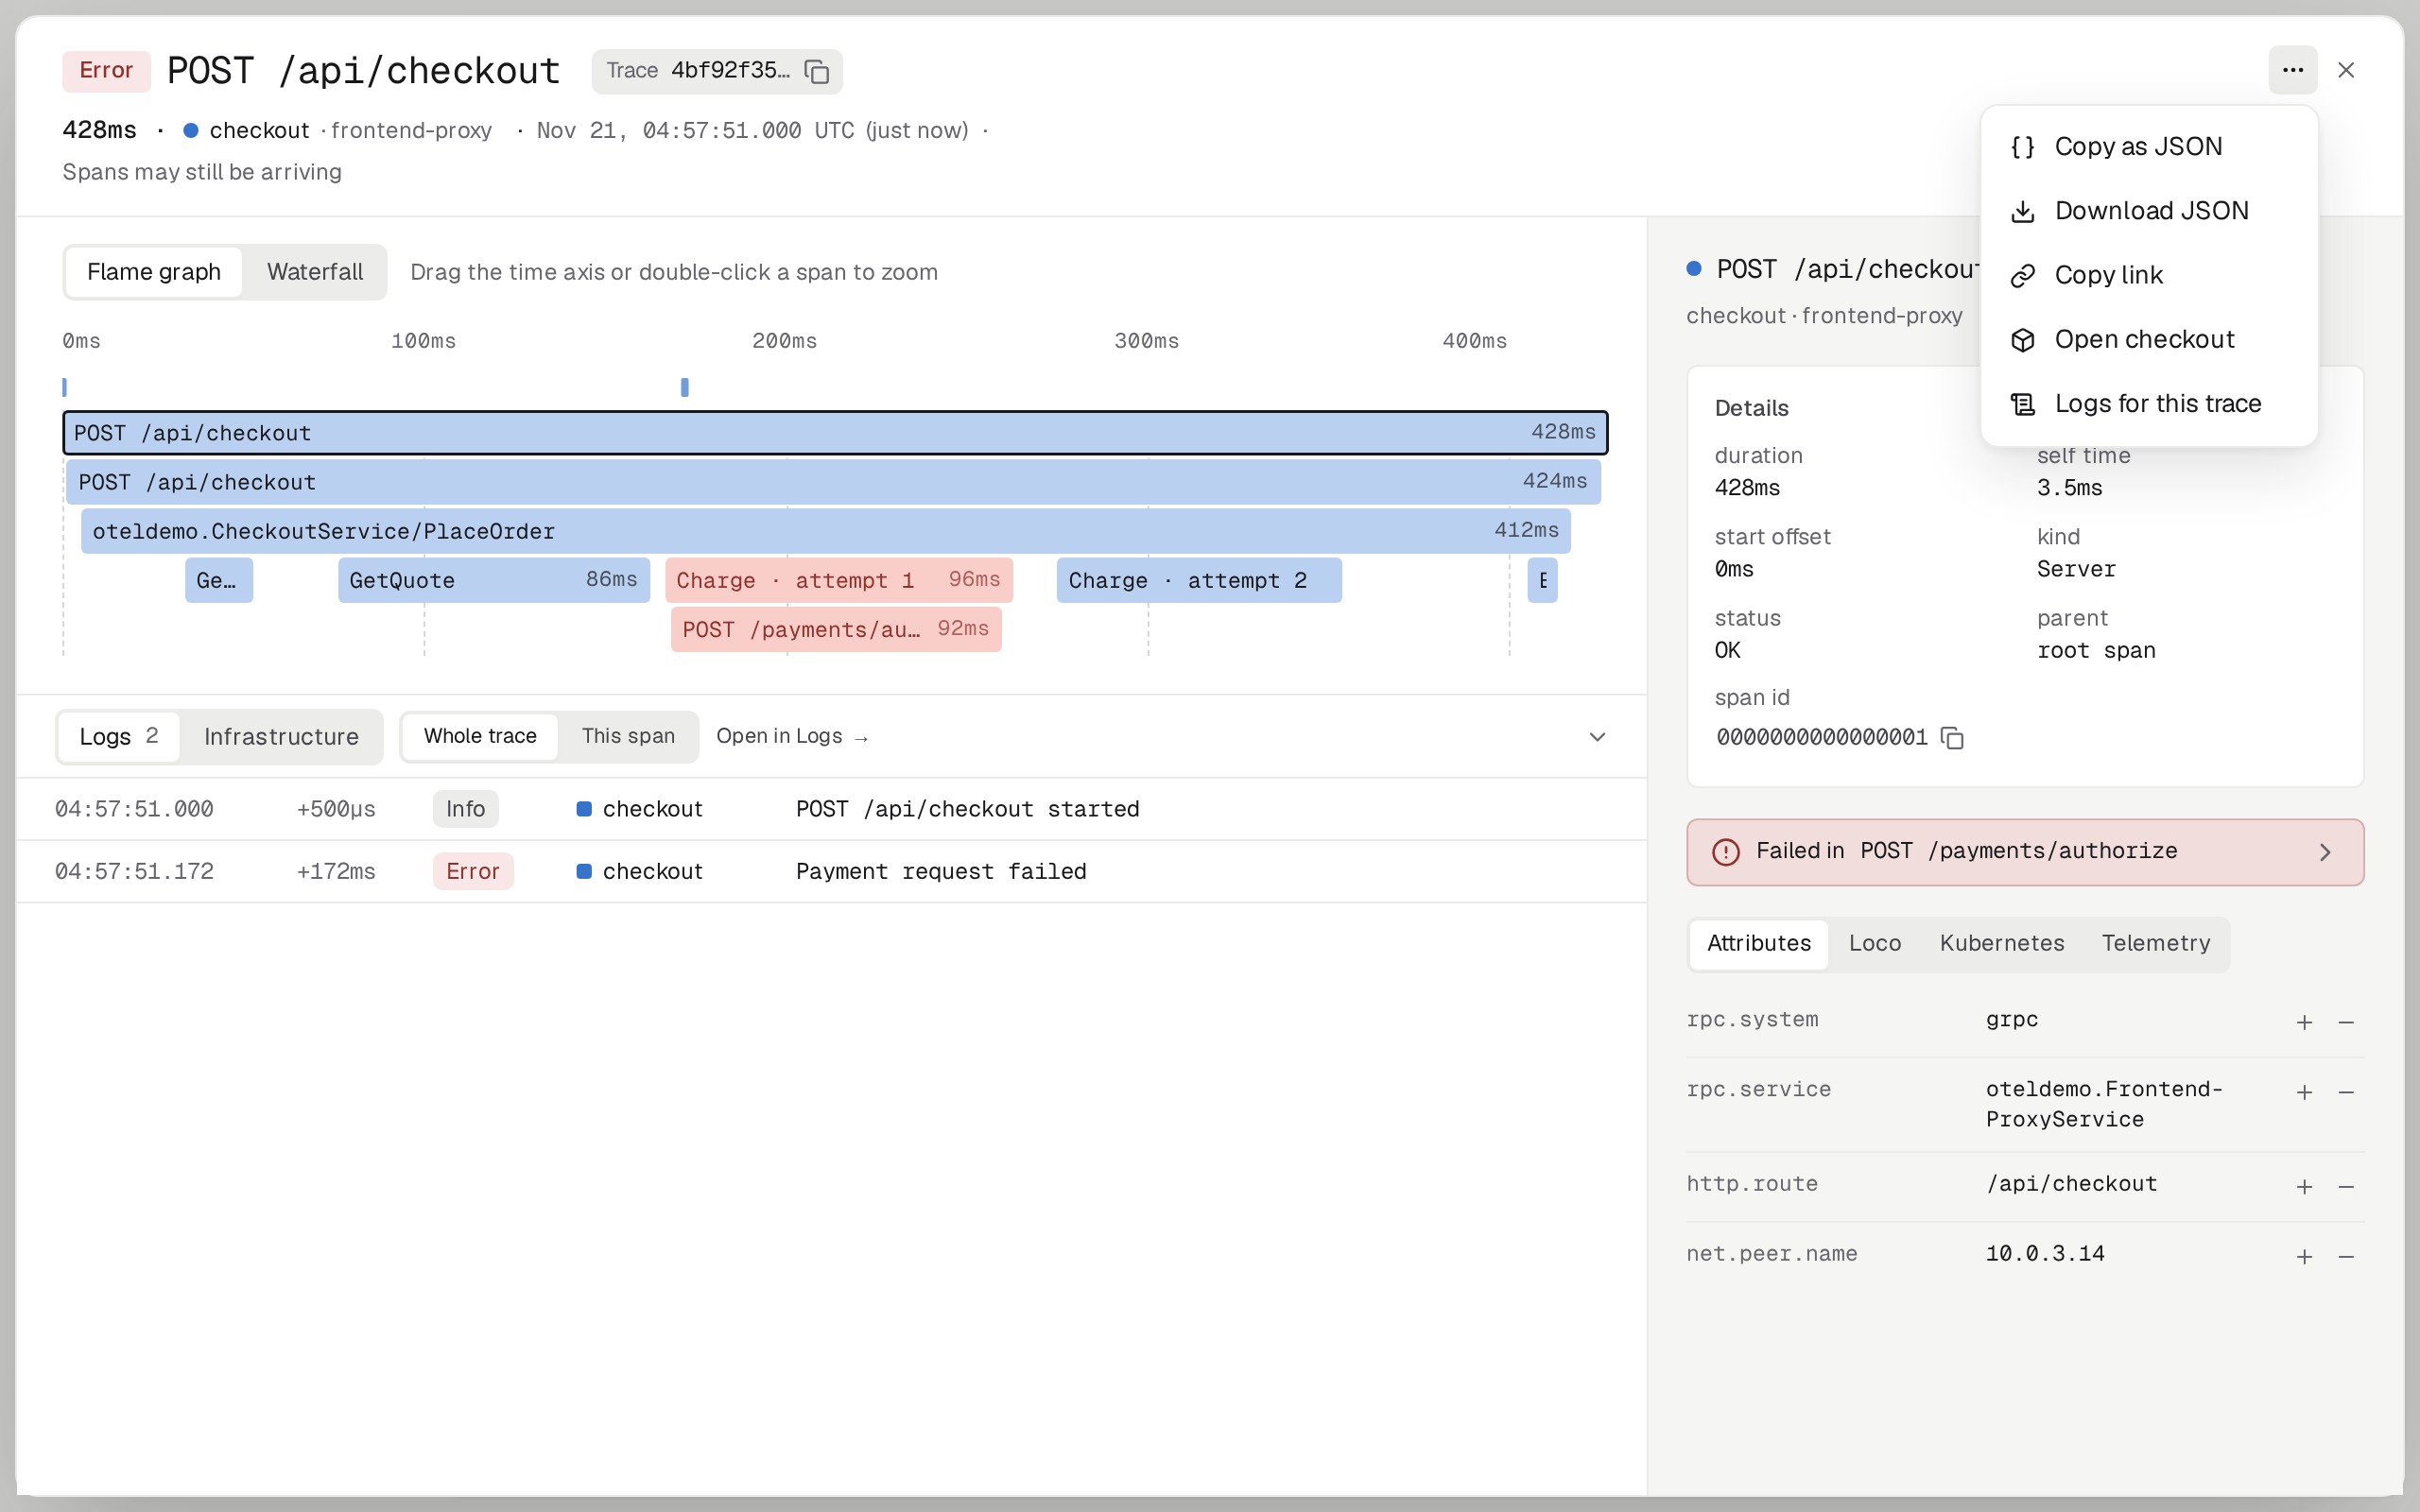 Error POST /api/checkout Trace 4bf92f35…
428ms · checkout · frontend-proxy · Nov 21, 04:57:51.000 UTC (just now) ·
Spans may still be arriving
Copy as JSON
Download JSON
Copy link
Open checkout
Logs for this trace
Flame graph Waterfall Drag the time axis or double-click a span to zoom
0ms 100ms 200ms 300ms 400ms
POST /api/checkout 428ms
POST /api/checkout 424ms
oteldemo.CheckoutService/PlaceOrder 412ms
Ge… GetQuote 86ms Charge · attempt 1 96ms Charge · attempt 2
POST /payments/au… 92ms
Logs 2 Infrastructure Whole trace This span Open in Logs →
04:57:51.000 +500µs Info checkout POST /api/checkout started
04:57:51.172 +172ms Error checkout Payment request failed
POST /api/checkout
checkout · frontend-proxy
Details
duration self time
428ms 3.5ms
start offset kind
0ms Server
status parent
OK root span
span id
0000000000000001
Failed in POST /payments/authorize
Attributes Loco Kubernetes Telemetry
rpc.system grpc
rpc.service oteldemo.Frontend-
ProxyService
http.route /api/checkout
net.peer.name 10.0.3.14